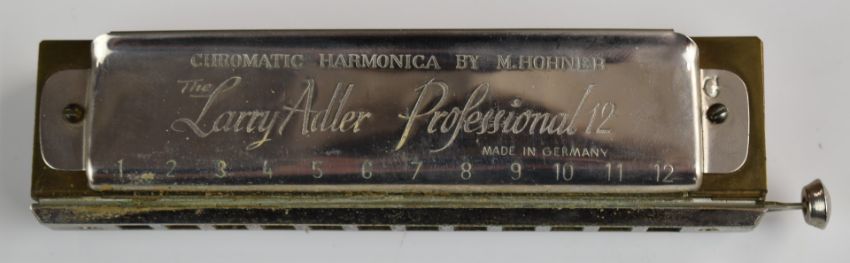 CHROMATIC HARMONICA BY M. HOHNER
The
Larry Adler Professional 12
MADE IN GERMANY
1 2 3 4 5 6 7 8 9 10 11 12
G